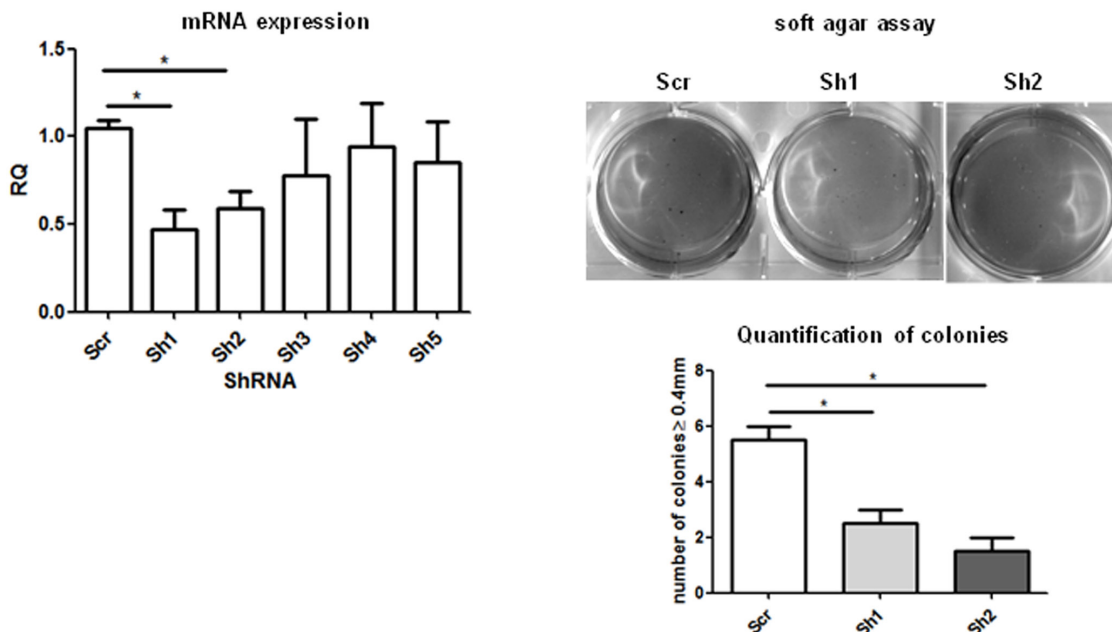 mRNA expression
1.5
1.0
0.5
0.0
RQ
*
*
Scr
Sh1
Sh2
Sh3
Sh4
Sh5
ShRNA
soft agar assay
Scr
Sh1
Sh2
Quantification of colonies
8
6
4
2
0
number of colonies≥ 0.4mm
*
*
Scr
Sh1
Sh2